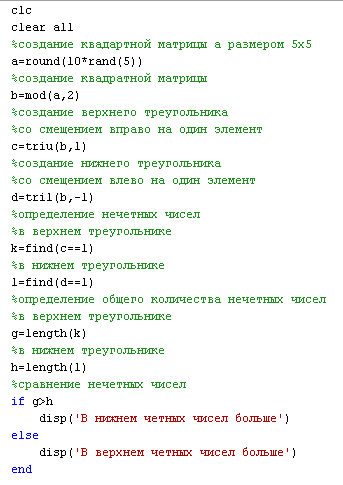 clc
clear all
%создание квадартной матрицы a размером 5x5
a=round(10*rand(5))
%создание квадратной матрицы
b=mod(a,2)
%создание верхнего треугольника
%со смещением вправо на один элемент
c=triu(b,1)
%создание нижнего треугольника
%со смещением влево на один элемент
d=tril(b,-1)
%определение нечетных чисел
%в верхнем треугольнике
k=find(c==1)
%в нижнем треугольнике
l=find(d==1)
%определение общего количества нечетных чисел
%в верхнем треугольнике
g=length(k)
%в нижнем треугольнике
h=length(l)
%сравнение нечетных чисел
if g>h
    disp('В нижнем четных чисел больше')
else
    disp('В верхнем четных чисел больше')
end